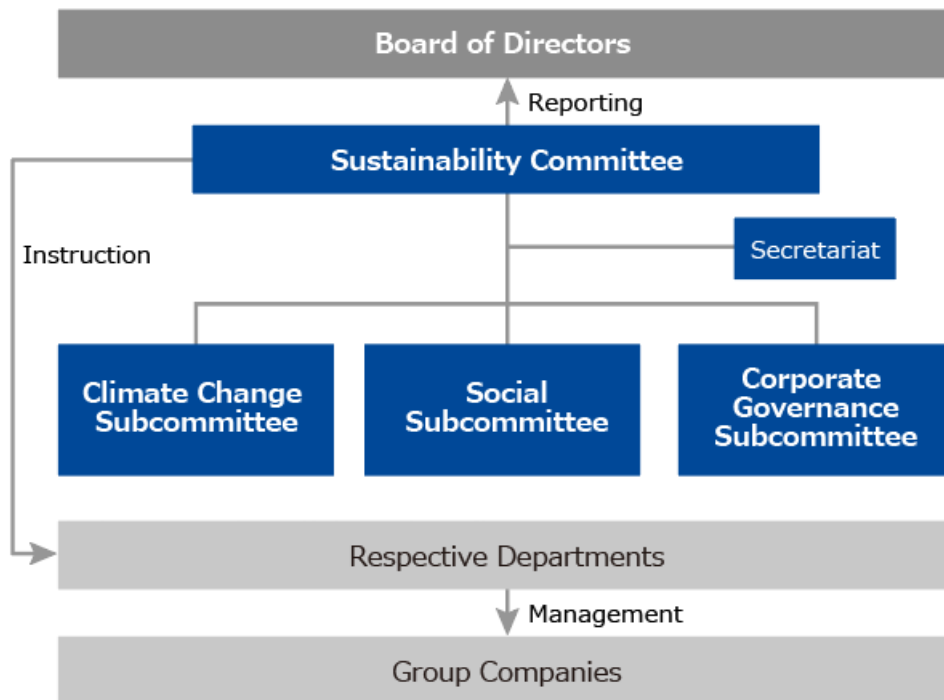 Board of Directors
Reporting
Sustainability Committee
Instruction
Secretariat
Climate Change
Subcommittee
Social
Subcommittee
Corporate
Governance
Subcommittee
Respective Departments
Management
Group Companies